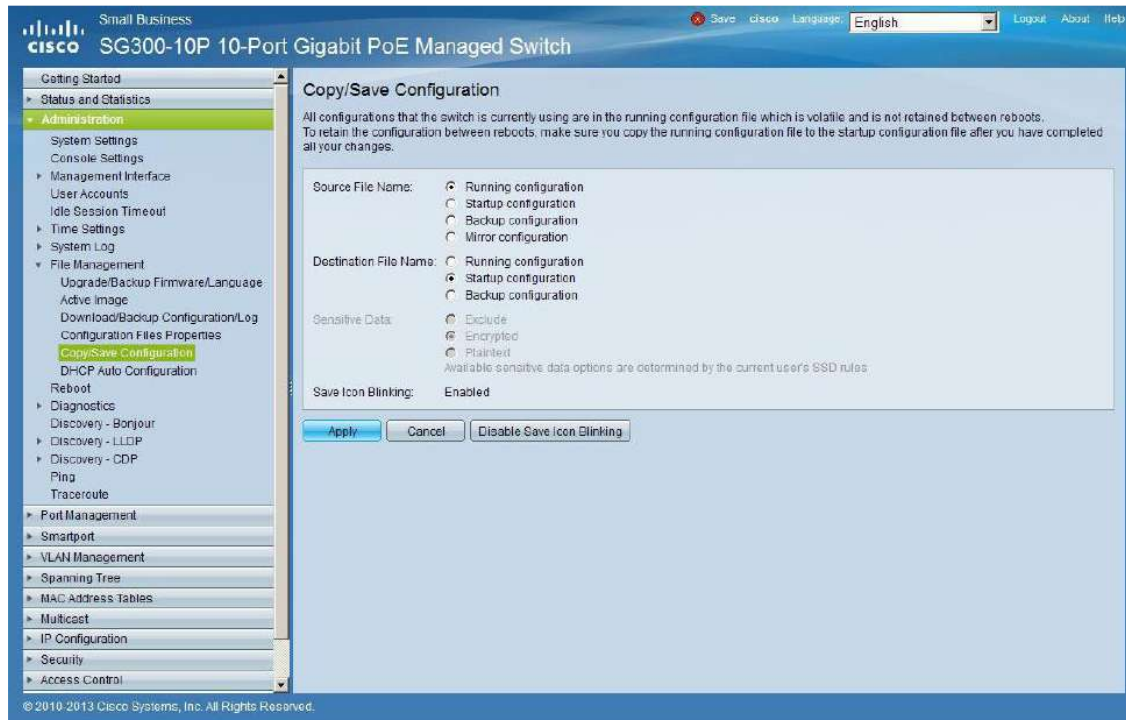 Small Business
CISCO
SG300-10P 10-Port Gigabit PoE Managed Switch
Save cisco Language: English Logout About Help
Getting Started
Status and Statistics
Administration
System Settings
Console Settings
Management Interface
User Accounts
Idle Session Timeout
Time Settings
System Log
File Management
Upgrade/Backup Firmware/Language
Active Image
Download/Backup Configuration/Log
Configuration Files Properties
Copy/Save Configuration
DHCP Auto Configuration
Reboot
Diagnostics
Discovery - Bonjour
Discovery - LLDP
Discovery - CDP
Ping
Traceroute
Port Management
Smartport
VLAN Management
Spanning Tree
MAC Address Tables
Multicast
IP Configuration
Security
Access Control
Copy/Save Configuration
All configurations that the switch is currently using are in the running configuration file which is volatile and is not retained between reboots.
To retain the configuration between reboots, make sure you copy the running configuration file to the startup configuration file after you have completed
all your changes.
Source File Name: Running configuration
Startup configuration
Backup configuration
Mirror configuration
Destination File Name: Running configuration
Startup configuration
Backup configuration
Sensitive Data: Exclude
Encrypted
Plaintext
Available sensitive data options are determined by the current user's SSD rules
Save Icon Blinking: Enabled
Apply Cancel Disable Save Icon Blinking
© 2010-2013 Cisco Systems, Inc. All Rights Reserved.